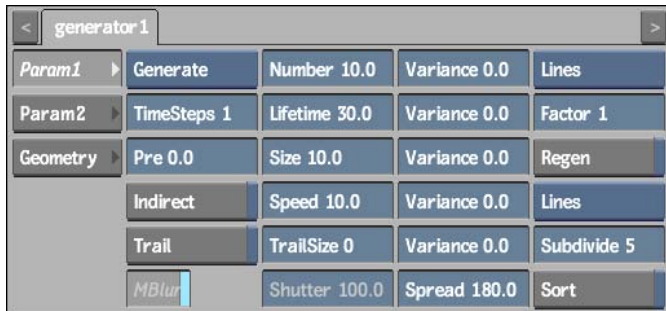 < generator1 >
Param1 Generate Number 10.0 Variance 0.0 Lines
Param2 TimeSteps 1 Lifetime 30.0 Variance 0.0 Factor 1
Geometry Pre 0.0 Size 10.0 Variance 0.0 Regen
Indirect Speed 10.0 Variance 0.0 Lines
Trail TrailSize 0 Variance 0.0 Subdivide 5
MBlur Shutter 100.0 Spread 180.0 Sort